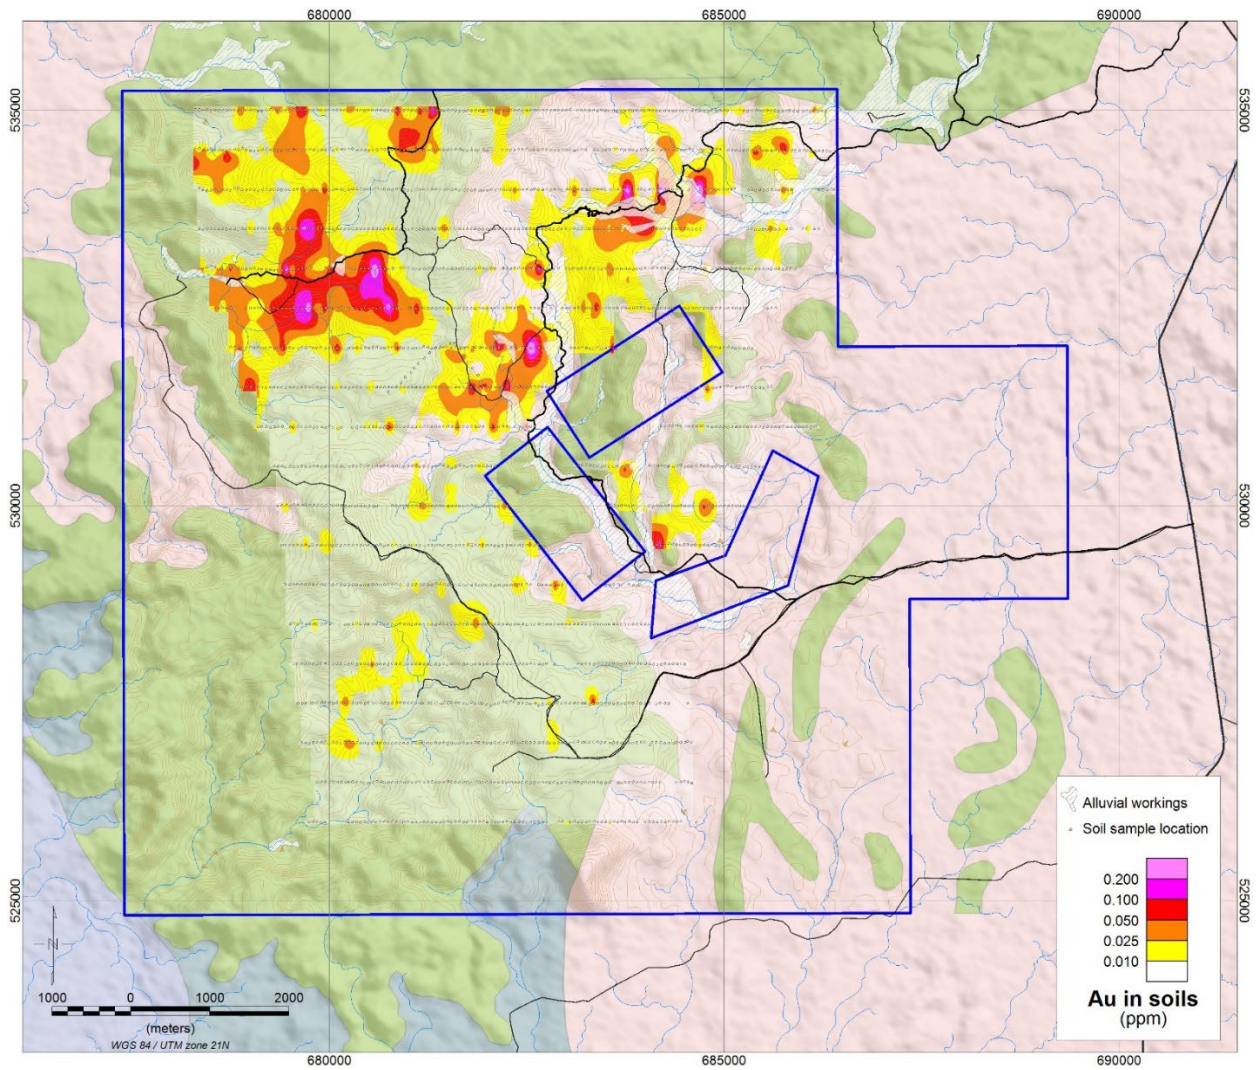 680000
685000
690000
535000
535000
530000
530000
525000
525000
Alluvial workings
Soil sample location
0.200
0.100
0.050
0.025
0.010
Au in soils
(ppm)
N
1000 0 1000 2000
(meters)
WGS 84 / UTM zone 21N
680000
685000
690000